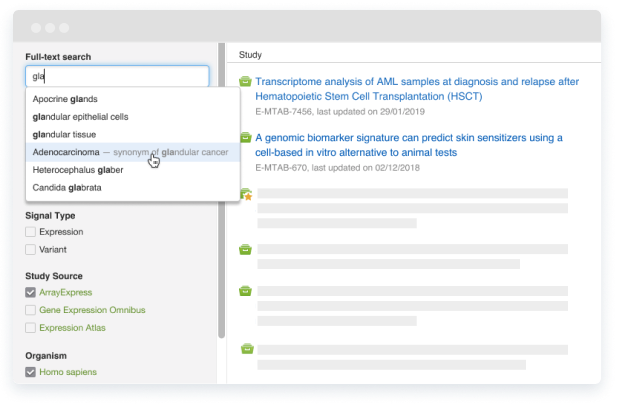 Full-text search
gla
Apocrine glands
glandular epithelial cells
glandular tissue
Adenocarcinoma — synonym of glandular cancer
Heterocephalus glaber
Candida glabrata
Signal Type
Expression
Variant
Study Source
ArrayExpress
Gene Expression Omnibus
Expression Atlas
Organism
Homo sapiens
Study
Transcriptome analysis of AML samples at diagnosis and relapse after
Hematopoietic Stem Cell Transplantation (HSCT)
E-MTAB-7456, last updated on 29/01/2019
A genomic biomarker signature can predict skin sensitizers using a
cell-based in vitro alternative to animal tests
E-MTAB-670, last updated on 02/12/2018